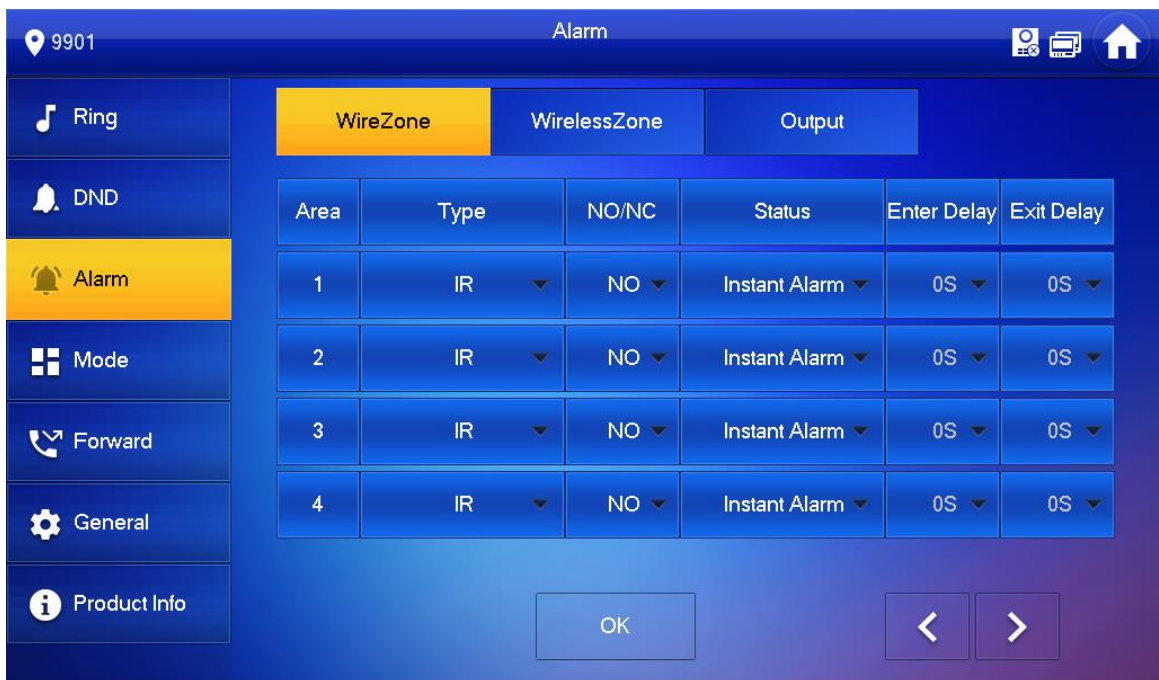 9901
Alarm
Ring
DND
Alarm
Mode
Forward
General
Product Info
WireZone WirelessZone Output
Area Type NO/NC Status Enter Delay Exit Delay
1 IR NO Instant Alarm 0S 0S
2 IR NO Instant Alarm 0S 0S
3 IR NO Instant Alarm 0S 0S
4 IR NO Instant Alarm 0S 0S
OK